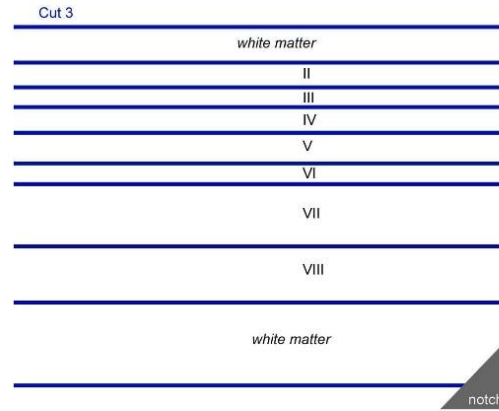 Cut 3
white matter
II
III
IV
V
VI
VII
VIII
white matter
notch